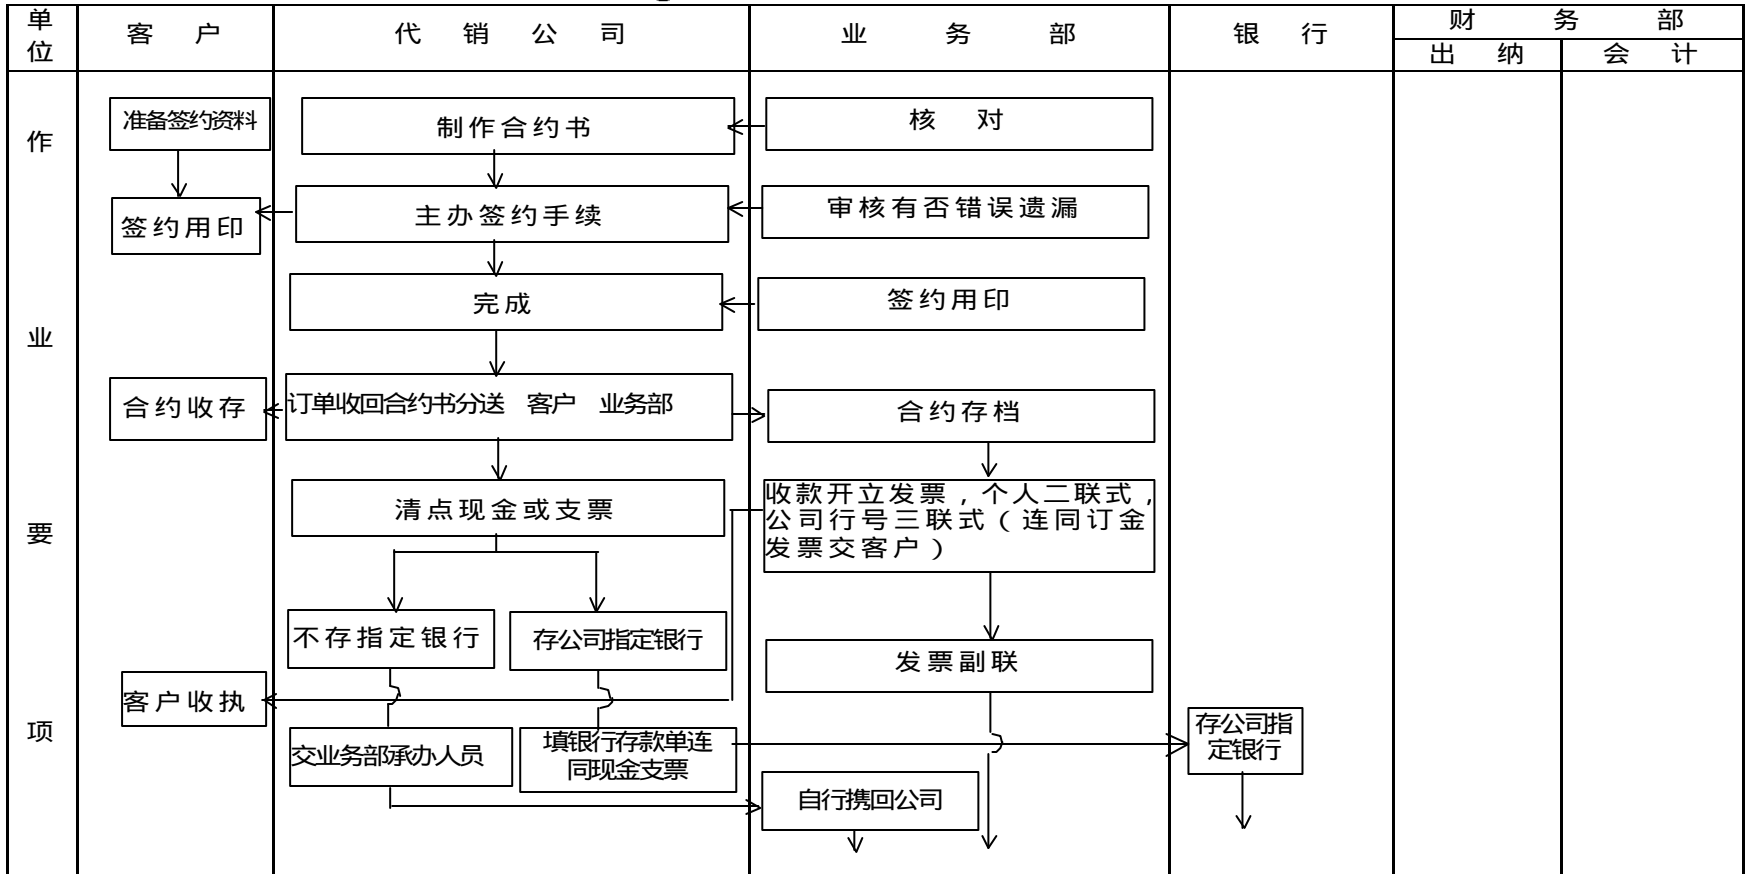 单位
客 户
代 销 公 司
业 务 部
银 行
财 务 部
出 纳
会 计
作业要项
准备签约资料
制作合约书
核 对
签约用印
主办签约手续
审核有否错误遗漏
完成
签约用印
合约收存
订单收回合约书分送 客户 业务部
合约存档
清点现金或支票
收款开立发票，个人二联式，
公司行号三联式（连同订金
发票交客户）
不存指定银行
存公司指定银行
发票副联
客户收执
交业务部承办人员
填银行存款单连
同现金支票
存公司指
定银行
自行携回公司